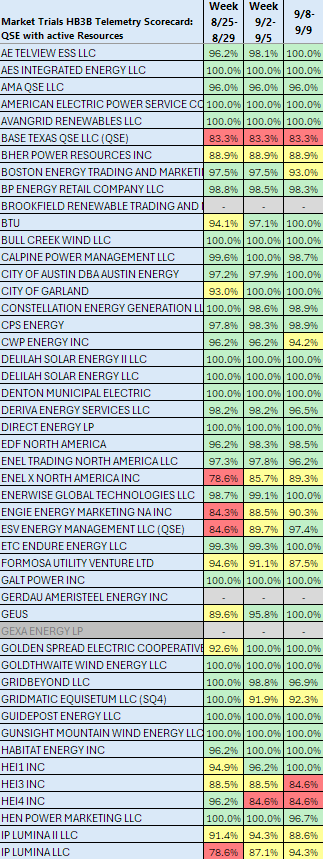 Market Trials HB3B Telemetry Scorecard: QSE with active Resources Week 8/25-8/29 Week 9/2-9/5 9/8-9/9
AE TELVIEW ESS LLC 96.2% 98.1% 100.0%
AES INTEGRATED ENERGY LLC 100.0% 100.0% 100.0%
AMA QSE LLC 96.0% 96.0% 96.0%
AMERICAN ELECTRIC POWER SERVICE CO 100.0% 100.0% 100.0%
AVANGRID RENEWABLES LLC 100.0% 100.0% 100.0%
BASE TEXAS QSE LLC (QSE) 83.3% 83.3% 83.3%
BHER POWER RESOURCES INC 88.9% 88.9% 88.9%
BOSTON ENERGY TRADING AND MARKETI 97.5% 97.5% 93.0%
BP ENERGY RETAIL COMPANY LLC 98.8% 98.5% 98.3%
BROOKFIELD RENEWABLE TRADING AND - - -
BTU 94.1% 97.1% 100.0%
BULL CREEK WIND LLC 100.0% 100.0% 100.0%
CALPINE POWER MANAGEMENT LLC 99.6% 100.0% 98.7%
CITY OF AUSTIN DBA AUSTIN ENERGY 97.2% 97.9% 100.0%
CITY OF GARLAND 93.0% 100.0% 100.0%
CONSTELLATION ENERGY GENERATION LL 100.0% 98.6% 98.9%
CPS ENERGY 97.8% 98.3% 98.9%
CWP ENERGY INC 96.2% 96.2% 94.2%
DELILAH SOLAR ENERGY II LLC 100.0% 100.0% 100.0%
DELILAH SOLAR ENERGY LLC 100.0% 100.0% 100.0%
DENTON MUNICIPAL ELECTRIC 100.0% 100.0% 100.0%
DERIVA ENERGY SERVICES LLC 98.2% 98.2% 96.5%
DIRECT ENERGY LP 100.0% 100.0% 100.0%
EDF NORTH AMERICA 96.2% 98.3% 98.5%
ENEL TRADING NORTH AMERICA LLC 97.3% 97.8% 96.2%
ENEL X NORTH AMERICA INC 78.6% 85.7% 89.3%
ENERWISE GLOBAL TECHNOLOGIES LLC 98.7% 99.1% 100.0%
ENGIE ENERGY MARKETING NA INC 84.3% 88.5% 90.3%
ESV ENERGY MANAGEMENT LLC (QSE) 84.6% 89.7% 97.4%
ETC ENDURE ENERGY LLC 99.3% 99.3% 100.0%
FORMOSA UTILITY VENTURE LTD 94.6% 91.1% 87.5%
GALT POWER INC 100.0% 100.0% 100.0%
GERDAU AMERISTEEL ENERGY INC - - -
GEUS 89.6% 95.8% 100.0%
GEXA ENERGY LP - - -
GOLDEN SPREAD ELECTRIC COOPERATIVE 92.6% 100.0% 100.0%
GOLDTHWAITE WIND ENERGY LLC 100.0% 100.0% 100.0%
GRIDBEYOND LLC 100.0% 98.8% 96.9%
GRIDMATIC EQUISETUM LLC (SQ4) 100.0% 91.9% 92.3%
GUIDEPOST ENERGY LLC 100.0% 100.0% 100.0%
GUNSIGHT MOUNTAIN WIND ENERGY LLC 100.0% 100.0% 100.0%
HABITAT ENERGY INC 96.2% 100.0% 100.0%
HEI1 INC 94.9% 96.2% 100.0%
HEI3 INC 88.5% 88.5% 84.6%
HEI4 INC 96.2% 84.6% 84.6%
HEN POWER MARKETING LLC 100.0% 100.0% 96.7%
IP LUMINA II LLC 91.4% 94.3% 88.6%
IP LUMINA LLC 78.6% 87.1% 94.3%